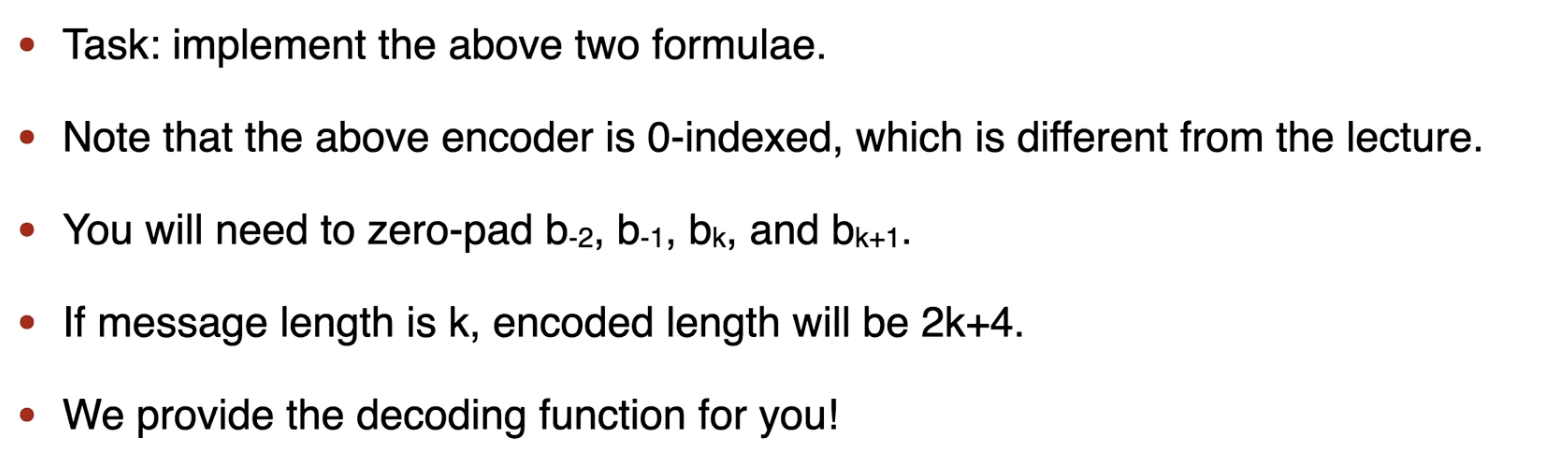 • Task: implement the above two formulae.
• Note that the above encoder is 0-indexed, which is different from the lecture.
• You will need to zero-pad b-2, b-1, bk, and bk+1.
• If message length is k, encoded length will be 2k+4.
• We provide the decoding function for you!